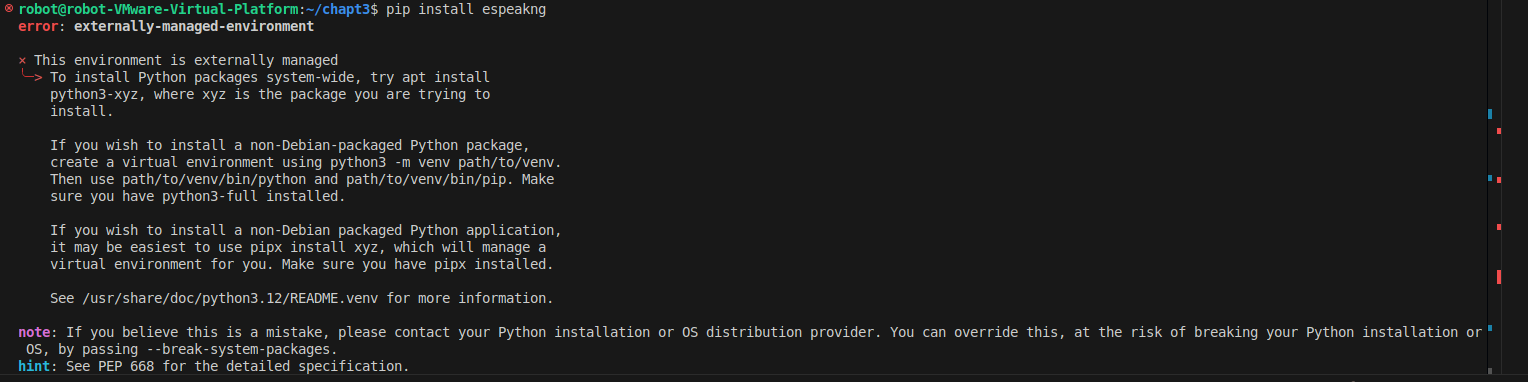 robot@robot-VMware-Virtual-Platform:~/chapt3$ pip install espeakng
error: externally-managed-environment
× This environment is externally managed
╰─> To install Python packages system-wide, try apt install
python3-xyz, where xyz is the package you are trying to
install.
If you wish to install a non-Debian-packaged Python package,
create a virtual environment using python3 -m venv path/to/venv.
Then use path/to/venv/bin/python and path/to/venv/bin/pip. Make
sure you have python3-full installed.
If you wish to install a non-Debian packaged Python application,
it may be easiest to use pipx install xyz, which will manage a
virtual environment for you. Make sure you have pipx installed.
See /usr/share/doc/python3.12/README.venv for more information.
note: If you believe this is a mistake, please contact your Python installation or OS distribution provider. You can override this, at the risk of breaking your Python installation or
OS, by passing --break-system-packages.
hint: See PEP 668 for the detailed specification.